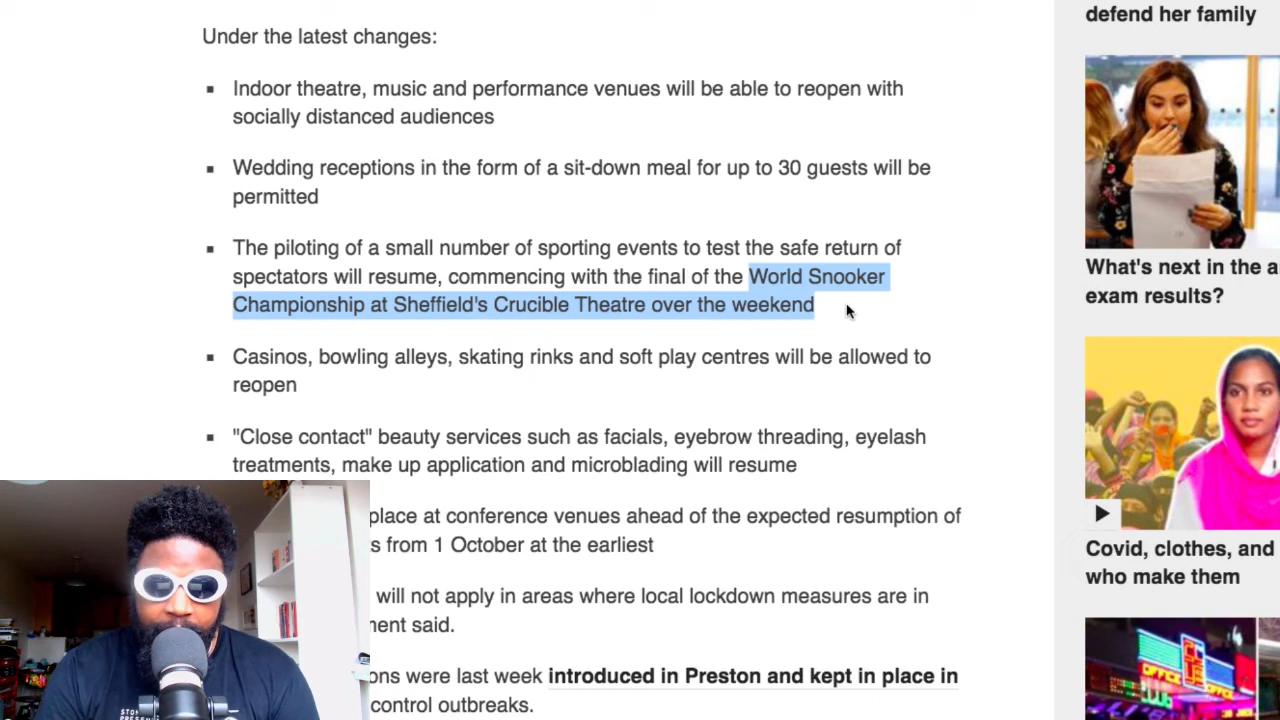 Under the latest changes:
Indoor theatre, music and performance venues will be able to reopen with
socially distanced audiences
Wedding receptions in the form of a sit-down meal for up to 30 guests will be
permitted
The piloting of a small number of sporting events to test the safe return of
spectators will resume, commencing with the final of the World Snooker
Championship at Sheffield's Crucible Theatre over the weekend
Casinos, bowling alleys, skating rinks and soft play centres will be allowed to
reopen
"Close contact" beauty services such as facials, eyebrow threading, eyelash
treatments, make up application and microblading will resume
place at conference venues ahead of the expected resumption of
s from 1 October at the earliest
will not apply in areas where local lockdown measures are in
ment said.
ons were last week introduced in Preston and kept in place in
control outbreaks.
defend her family
What's next in the a
exam results?
Covid, clothes, and
who make them
OFFICE
OFFICE